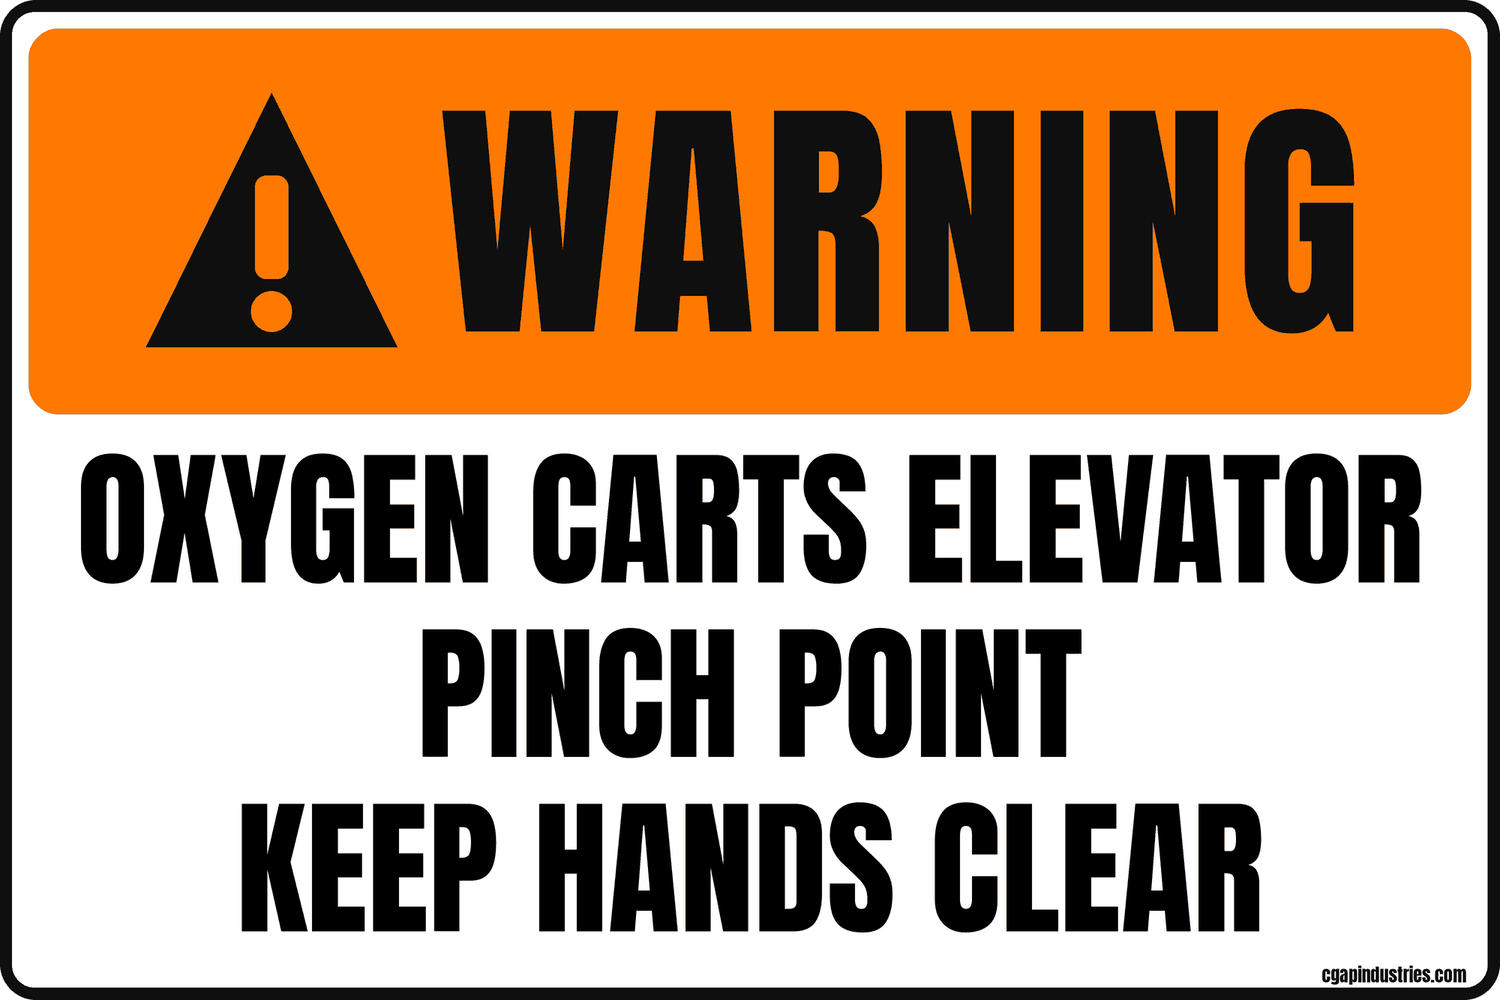 WARNING
OXYGEN CARTS ELEVATOR
PINCH POINT
KEEP HANDS CLEAR
cgapindustries.com